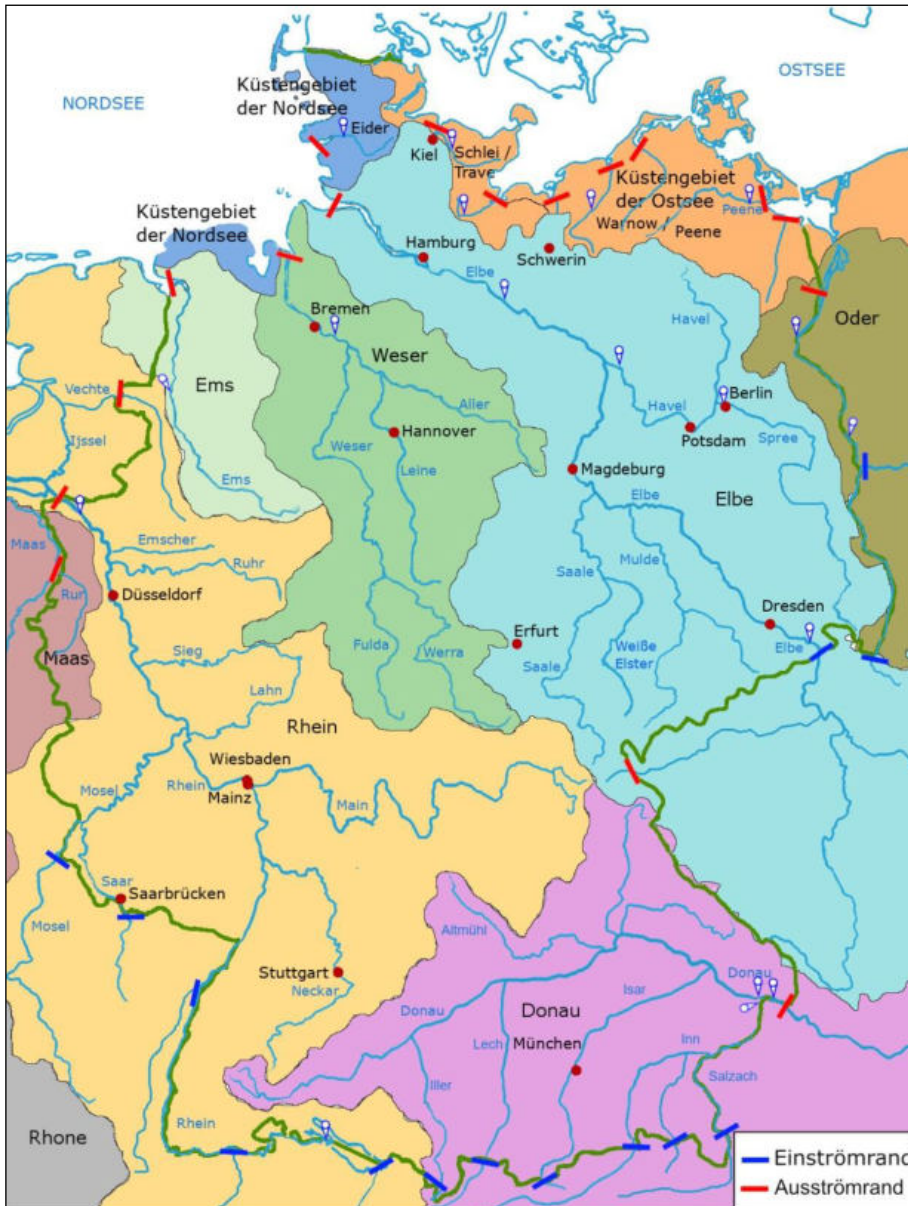 NORDSEE
OSTSEE
Küstengebiet
der Nordsee
Eider
Kiel
Schlei /
Trave
Küstengebiet
der Ostsee
Warnow /
Peene
Peene
Küstengebiet
der Nordsee
Hamburg
Schwerin
Elbe
Bremen
Havel
Oder
Weser
Ems
Vechte
Aller
Berlin
Havel
Potsdam
Spree
Ijssel
Weser
Hannover
Leine
Magdeburg
Ems
Elbe
Elbe
Emscher
Maas
Ruhr
Mulde
Saale
Rur
Düsseldorf
Dresden
Maas
Sieg
Fulda
Werra
Erfurt
Saale
Weiße
Elster
Elbe
Lahn
Rhein
Wiesbaden
Mosel
Rhein
Mainz
Main
Saar
Saarbrücken
Mosel
Altmühl
Stuttgart
Neckar
Donau
Isar
Donau
Donau
Lech
München
Inn
Iller
Salzach
Rhein
Rhone
Einströmrand
Ausströmrand